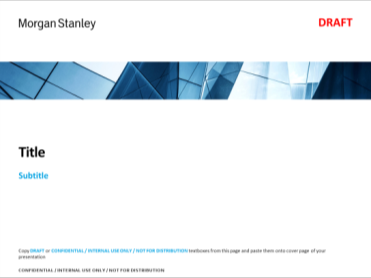 Morgan Stanley
DRAFT
Title
Subtitle
Copy DRAFT or CONFIDENTIAL / INTERNAL USE ONLY / NOT FOR DISTRIBUTION textboxes from this page and paste them onto cover page of your
presentation
CONFIDENTIAL / INTERNAL USE ONLY / NOT FOR DISTRIBUTION